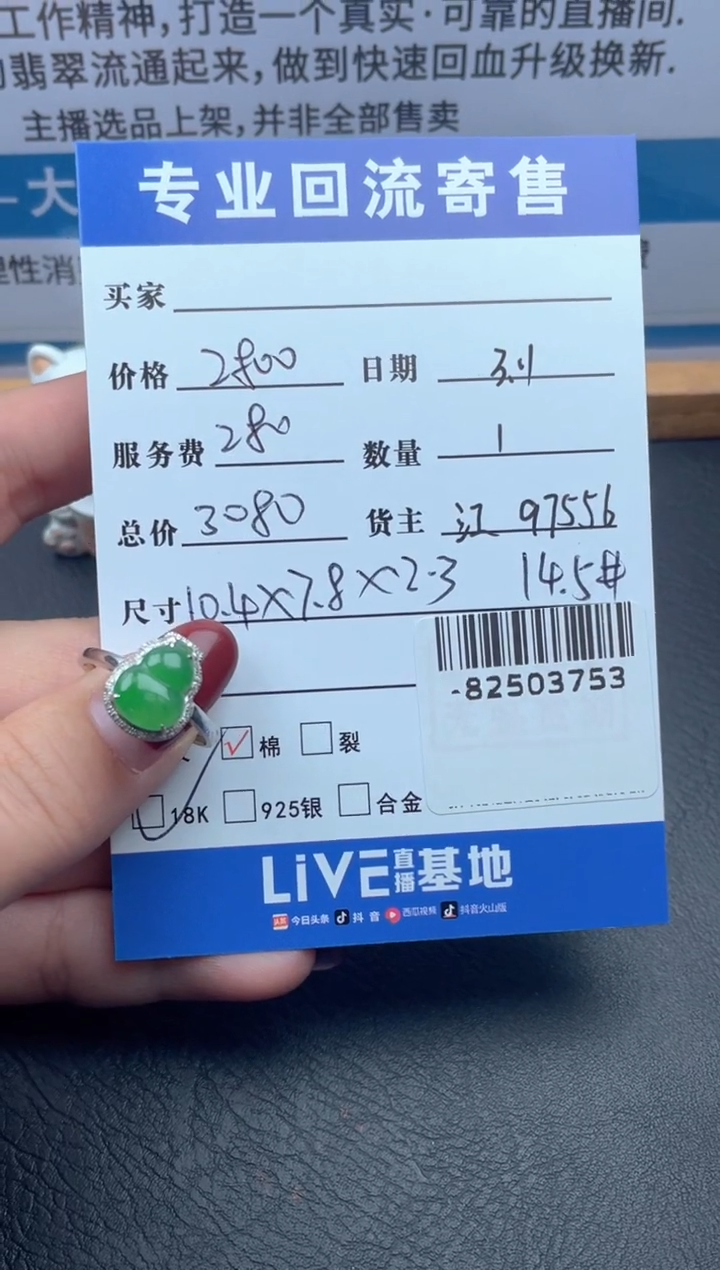 工作精神,打造一个真实·可靠的直播间.
翡翠流通起来,做到快速回血升级换新.
主播选品上架,并非全部售卖
大
理性消
专业回流寄售
买家
价格 2800 日期 3.1
服务费 280 数量 1
总价 3080 货主 江 97556
尺寸 10.4×7.8×2.3 14.5#
-82503753
棉 裂
18K 925银 合金
LiVE直播基地
头条 今日头条 抖音 西瓜视频 抖音火山版